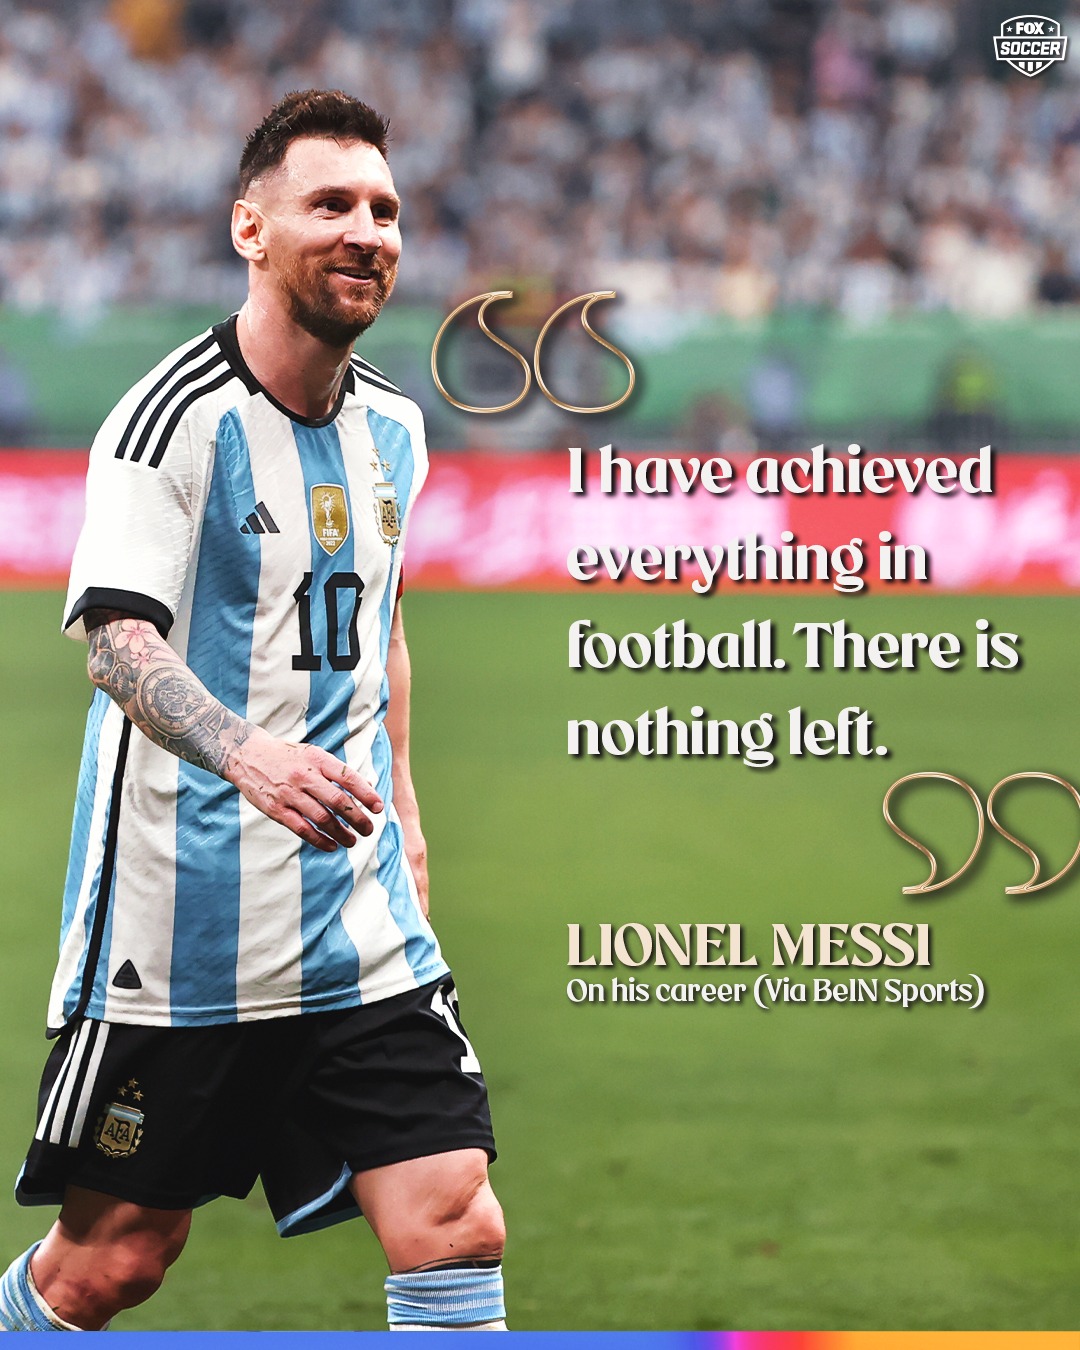 FOX
SOCCER
I have achieved
everything in
football. There is
nothing left.
LIONEL MESSI
On his career (Via BeIN Sports)
FIFA
10
AFA
AFA